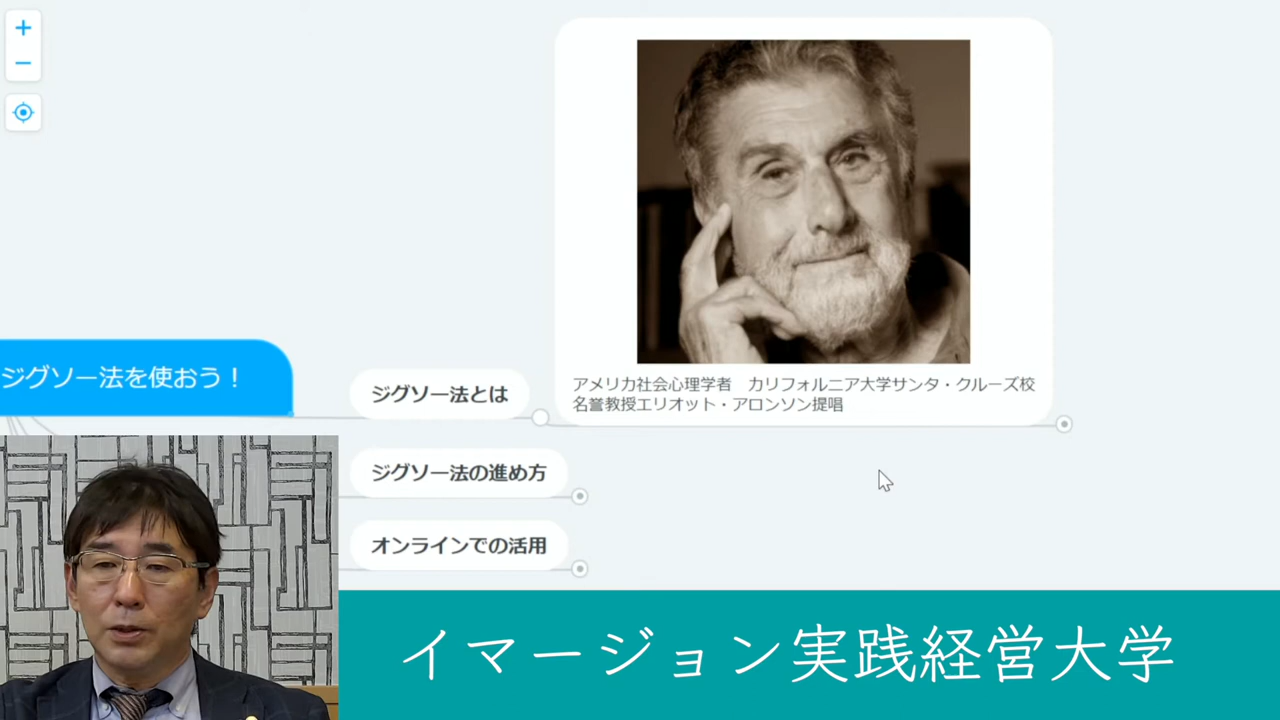 アメリカ社会心理学者　カリフォルニア大学サンタ・クルーズ校
名誉教授エリオット・アロンソン提唱
ジグソー法を使おう！
ジグソー法とは
ジグソー法の進め方
オンラインでの活用
イマージョン実践経営大学